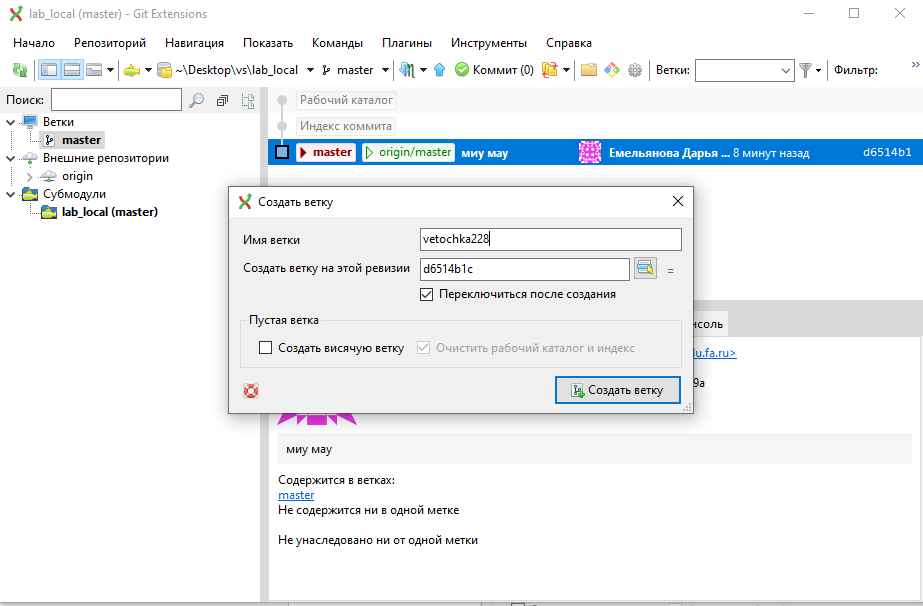 lab_local (master) - Git Extensions
Начало Репозиторий Навигация Показать Команды Плагины Инструменты Справка
~\Desktop\vs\lab_local master Коммит (0) Ветки: Фильтр: »
Поиск:
Ветки
master
Внешние репозитории
origin
Субмодули
lab_local (master)
Рабочий каталог
Индекс коммита
master origin/master миу мау Емельянова Дарья ... 8 минут назад d6514b1
Создать ветку
Имя ветки vetochka228
Создать ветку на этой ревизии d6514b1c =
Переключиться после создания
Пустая ветка
Создать висячую ветку Очистить рабочий каталог и индекс
Создать ветку
нсоль
lu.fa.ru>
9a
миу мау
Содержится в ветках:
master
Не содержится ни в одной метке
Не унаследовано ни от одной метки